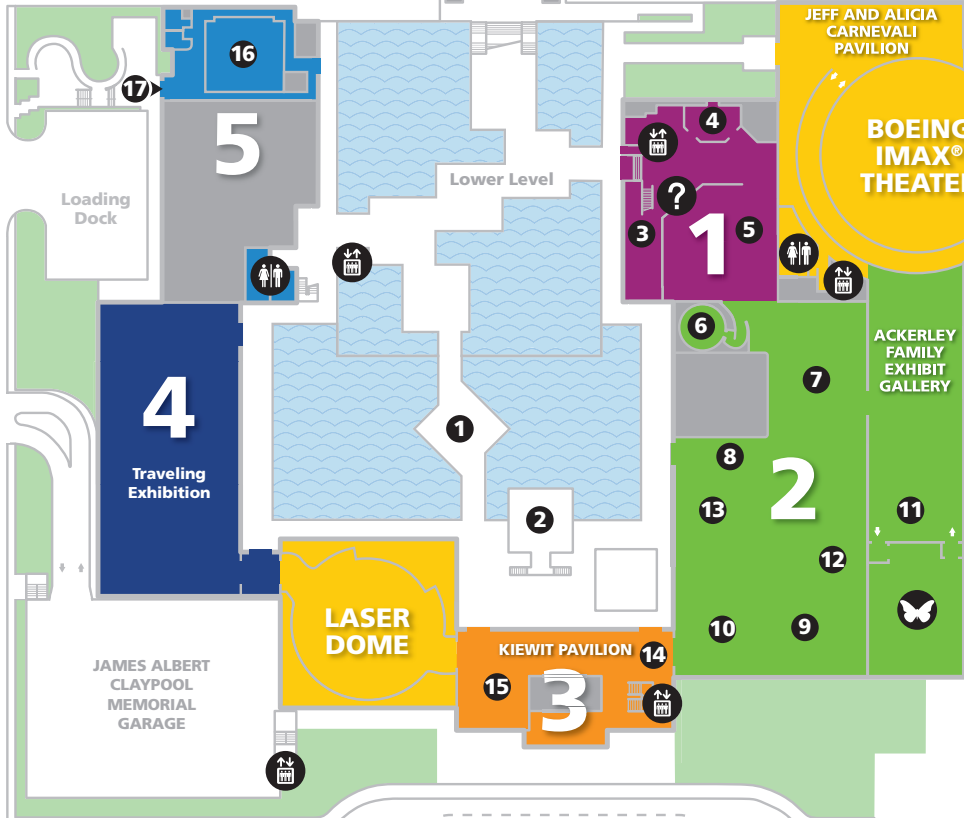 JEFF AND ALICIA
CARNEVALI
PAVILION
16
17
4
BOEING
IMAX®
THEATE
5
Lower Level
Loading
Dock
?
3
1
5
6
ACKERLEY
FAMILY
EXHIBIT
GALLERY
7
4
Traveling
Exhibition
1
8
2
13
11
2
12
LASER
DOME
10
9
KIEWIT PAVILION
14
15
3
JAMES ALBERT
CLAYPOOL
MEMORIAL
GARAGE